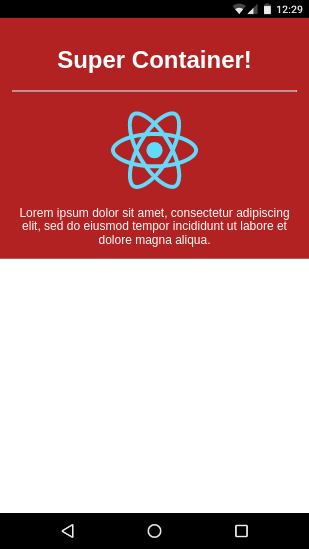 12:29
Super Container!
Lorem ipsum dolor sit amet, consectetur adipiscing
elit, sed do eiusmod tempor incididunt ut labore et
dolore magna aliqua.